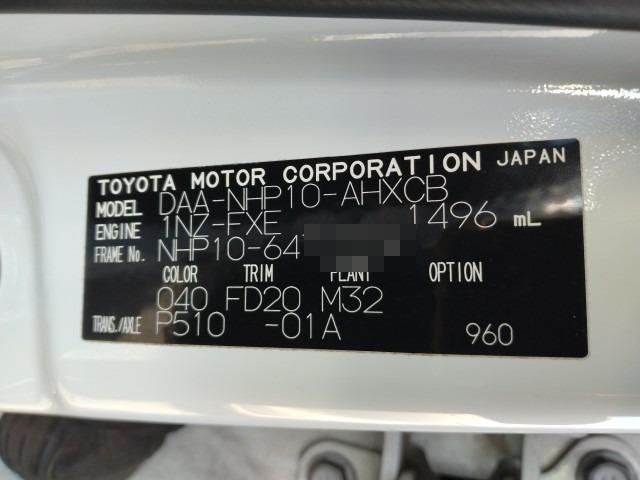 TOYOTA MOTOR CORPORATION JAPAN
MODEL DAA-NHP10-AHXCB
ENGINE 1NZ-FXE 1496 mL
FRAME No. NHP10-64
COLOR TRIM PLANT OPTION
040 FD20 M32
TRANS./AXLE P510 -01A 960